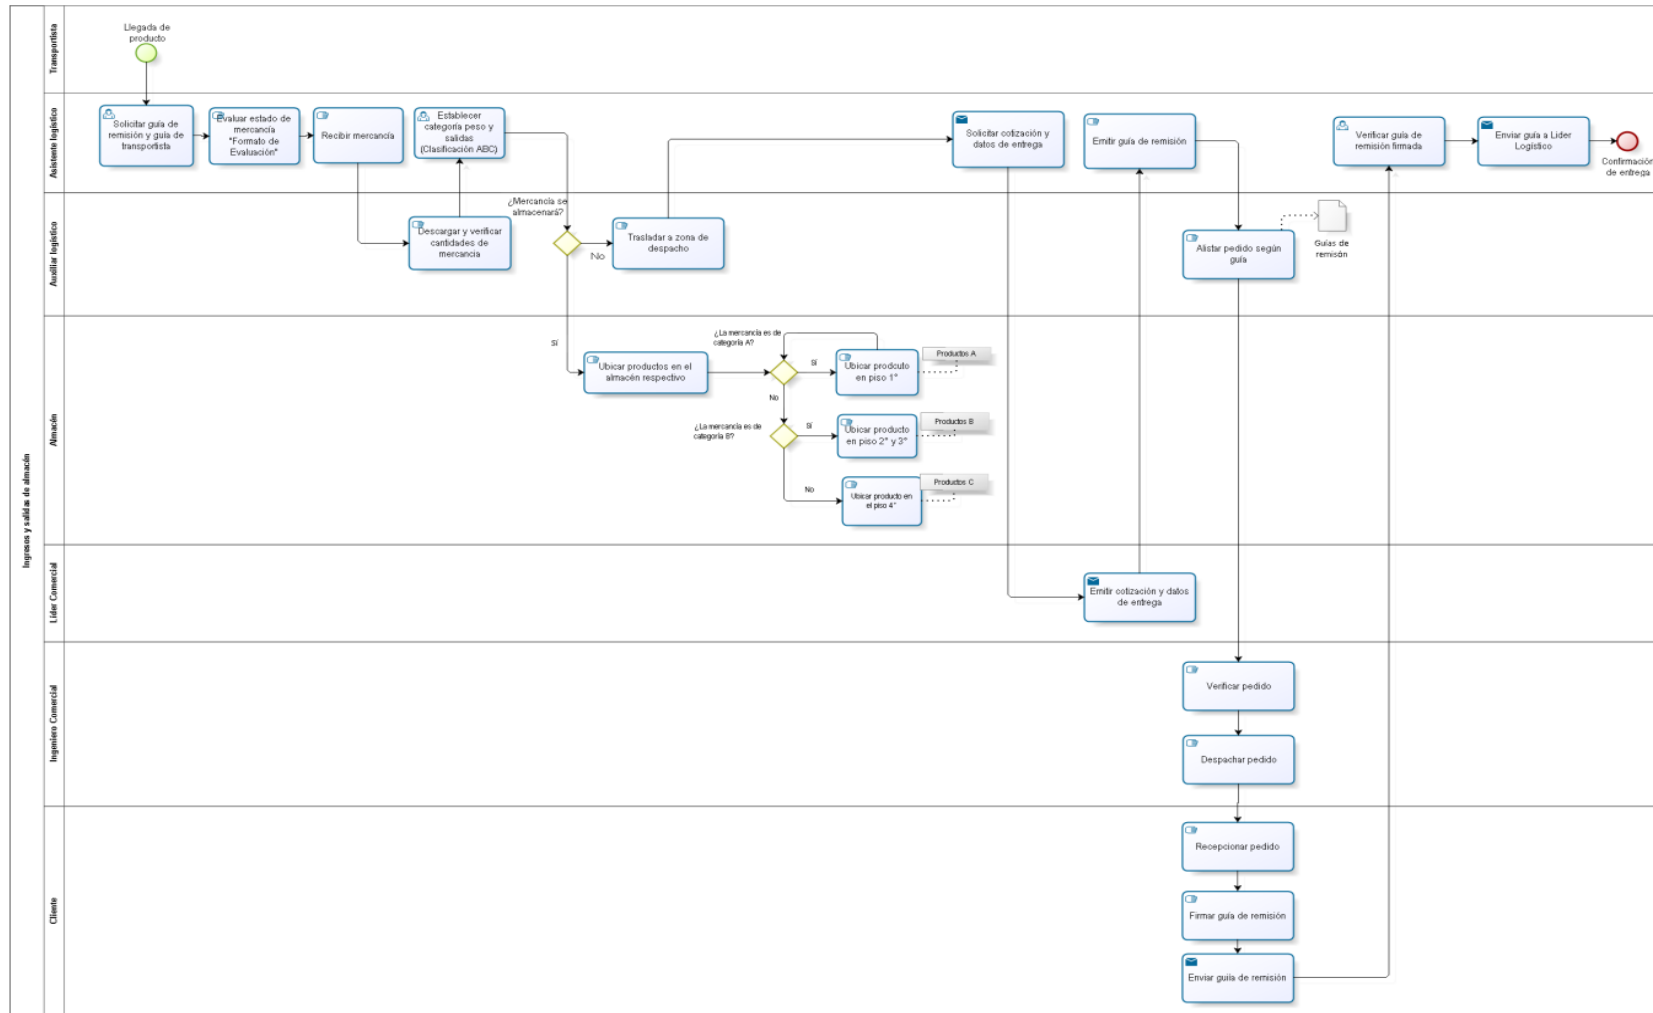 Ingresos y salidas de almacén
Transportista
Llegada de
producto
Asistente logístico
Solicitar guía de
remisión y guía de
transportista
Evaluar estado de
mercancía
"Formato de
Evaluación"
Recibir mercancía
Establecer
categoría peso y
salidas
(Clasificación ABC)
Solicitar cotización y
datos de entrega
Emitir guía de remisión
Verificar guía de
remisión firmada
Enviar guía a Lider
Logístico
Confirmación
de entrega
Auxiliar logístico
Descargar y verificar
cantidades de
mercancia
¿Mercancía se
almacenará?
No
Trasladar a zona de
despacho
Alistar pedido según
guía
Guías de
remisón
Almacén
Sí
Ubicar productos en el
almacén respectivo
¿La mercancía es de
categoría A?
Sí
Ubicar prodcuto
en piso 1°
Productos A
No
¿La mercancía es de
categoría B?
Sí
Ubicar producto
en piso 2° y 3°
Productos B
No
Ubicar producto en
el piso 4°
Productos C
Líder Comercial
Emitir cotización y datos
de entrega
Ingeniero Comercial
Verificar pedido
Despachar pedido
Cliente
Recepcionar pedido
Firmar guía de remisión
Enviar guiía de remisión